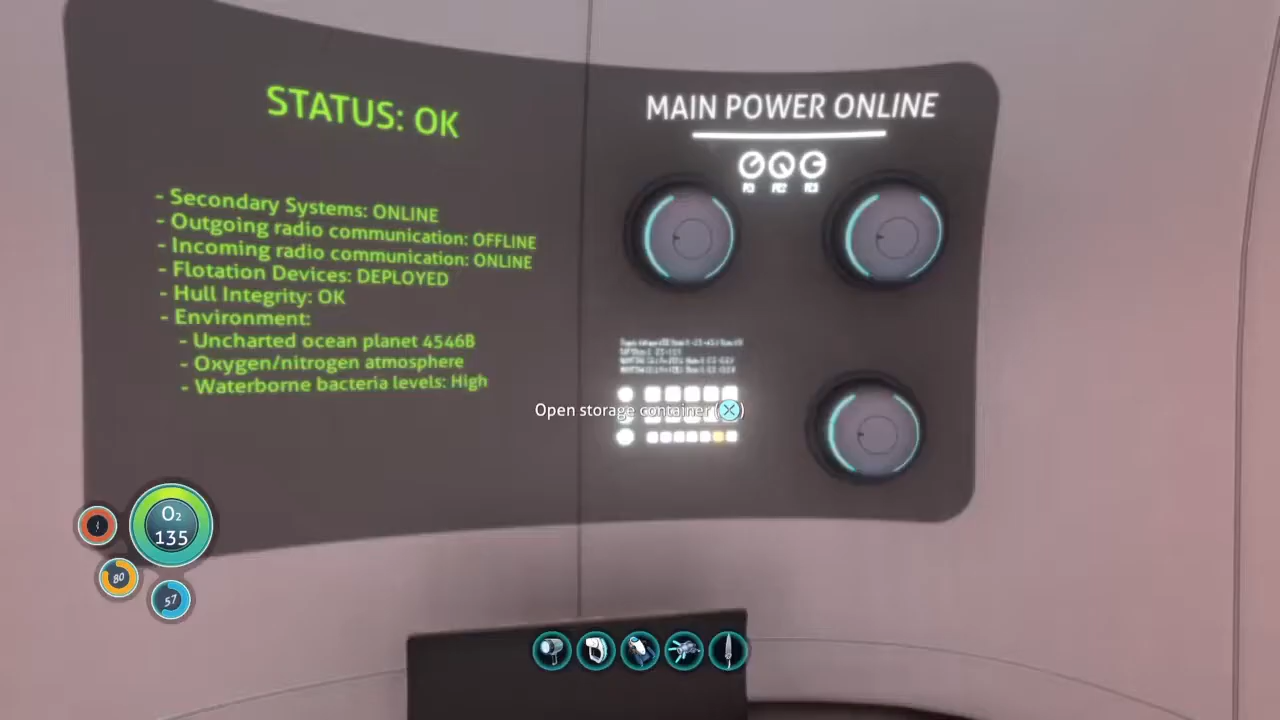 STATUS: OK
- Secondary Systems: ONLINE
- Outgoing radio communication: OFFLINE
- Incoming radio communication: ONLINE
- Flotation Devices: DEPLOYED
- Hull Integrity: OK
- Environment:
- Uncharted ocean planet 4546B
- Oxygen/nitrogen atmosphere
- Waterborne bacteria levels: High
MAIN POWER ONLINE
Open storage container
O₂
135
80
57